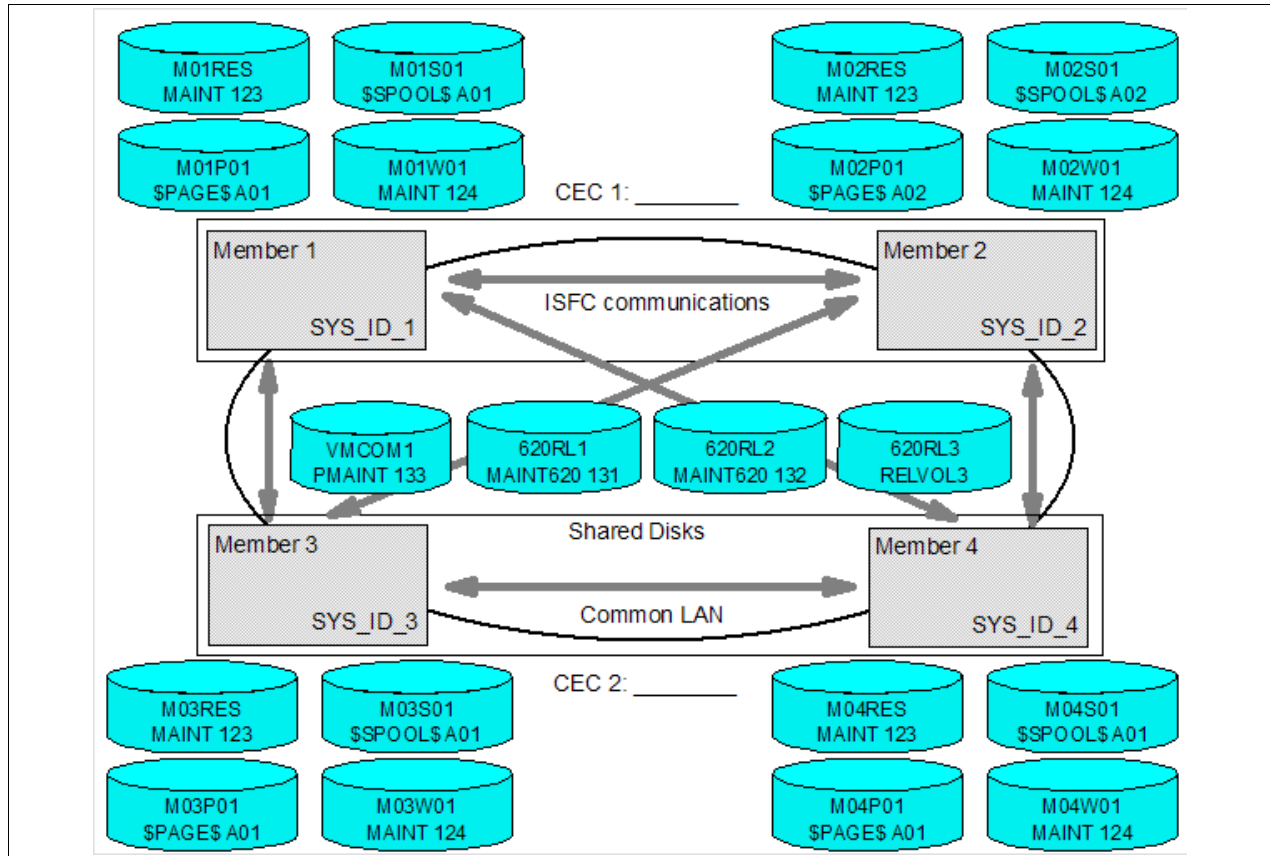 M01RES
MAINT 123
M01S01
$SPOOL$ A01
M02RES
MAINT 123
M02S01
$SPOOL$ A02
M01P01
$PAGE$ A01
M01W01
MAINT 124
M02P01
$PAGE$ A02
M02W01
MAINT 124
CEC 1: _______
Member 1
SYS_ID_1
Member 2
SYS_ID_2
ISFC communications
VMCOM1
PMAINT 133
620RL1
MAINT620 131
620RL2
MAINT620 132
620RL3
RELVOL3
Shared Disks
Member 3
SYS_ID_3
Member 4
SYS_ID_4
Common LAN
CEC 2: _______
M03RES
MAINT 123
M03S01
$SPOOL$ A01
M04RES
MAINT 123
M04S01
$SPOOL$ A01
M03P01
$PAGE$ A01
M03W01
MAINT 124
M04P01
$PAGE$ A01
M04W01
MAINT 124